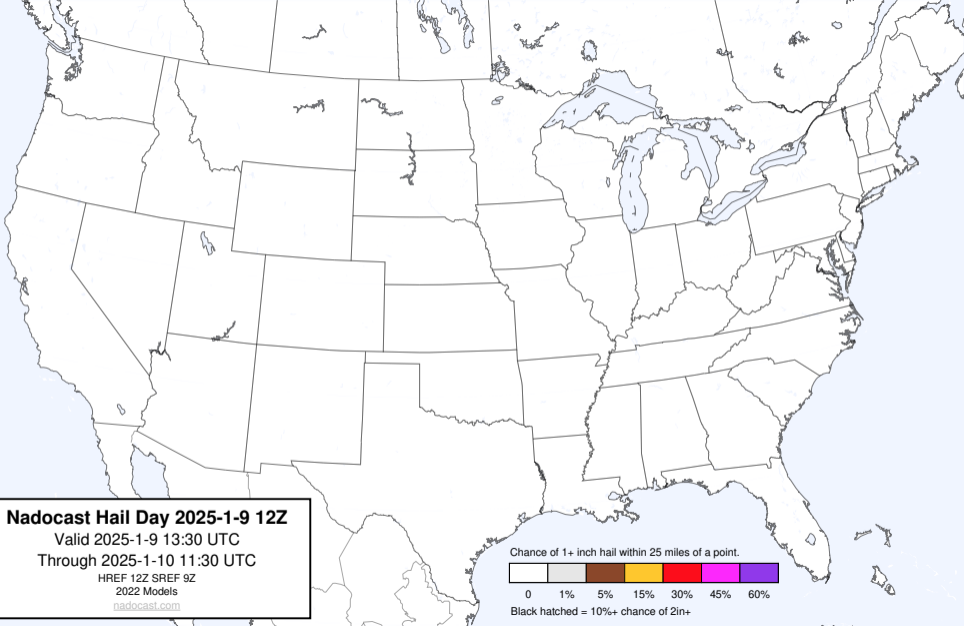 Nadocast Hail Day 2025-1-9 12Z
Valid 2025-1-9 13:30 UTC
Through 2025-1-10 11:30 UTC
HREF 12Z SREF 9Z
2022 Models
nadocast.com
Chance of 1+ inch hail within 25 miles of a point.
0 1% 5% 15% 30% 45% 60%
Black hatched = 10%+ chance of 2in+